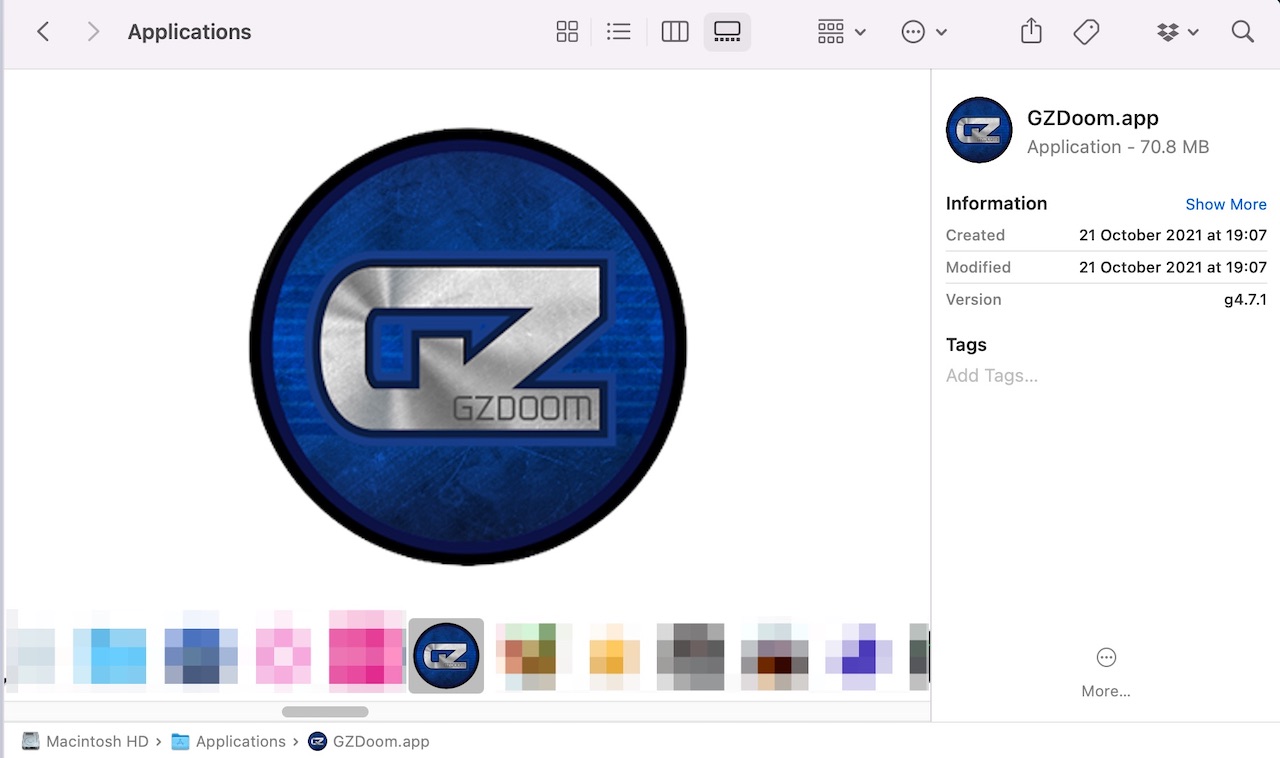 Applications
GZDOOM
GZDoom.app
Application - 70.8 MB
Information Show More
Created 21 October 2021 at 19:07
Modified 21 October 2021 at 19:07
Version g4.7.1
Tags
Add Tags...
More...
Macintosh HD › Applications › GZDoom.app